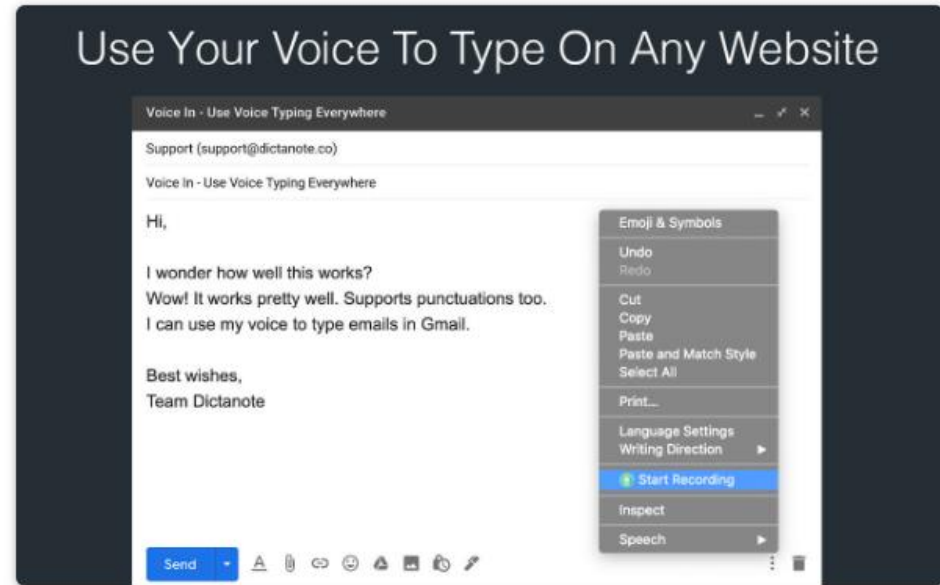 Use Your Voice To Type On Any Website
Voice In - Use Voice Typing Everywhere
Support (support@dictanote.co)
Voice In - Use Voice Typing Everywhere
Hi,
I wonder how well this works?
Wow! It works pretty well. Supports punctuations too.
I can use my voice to type emails in Gmail.
Best wishes,
Team Dictanote
Emoji & Symbols
Undo
Redo
Cut
Copy
Paste
Paste and Match Style
Select All
Print...
Language Settings
Writing Direction
Start Recording
Inspect
Speech
Send